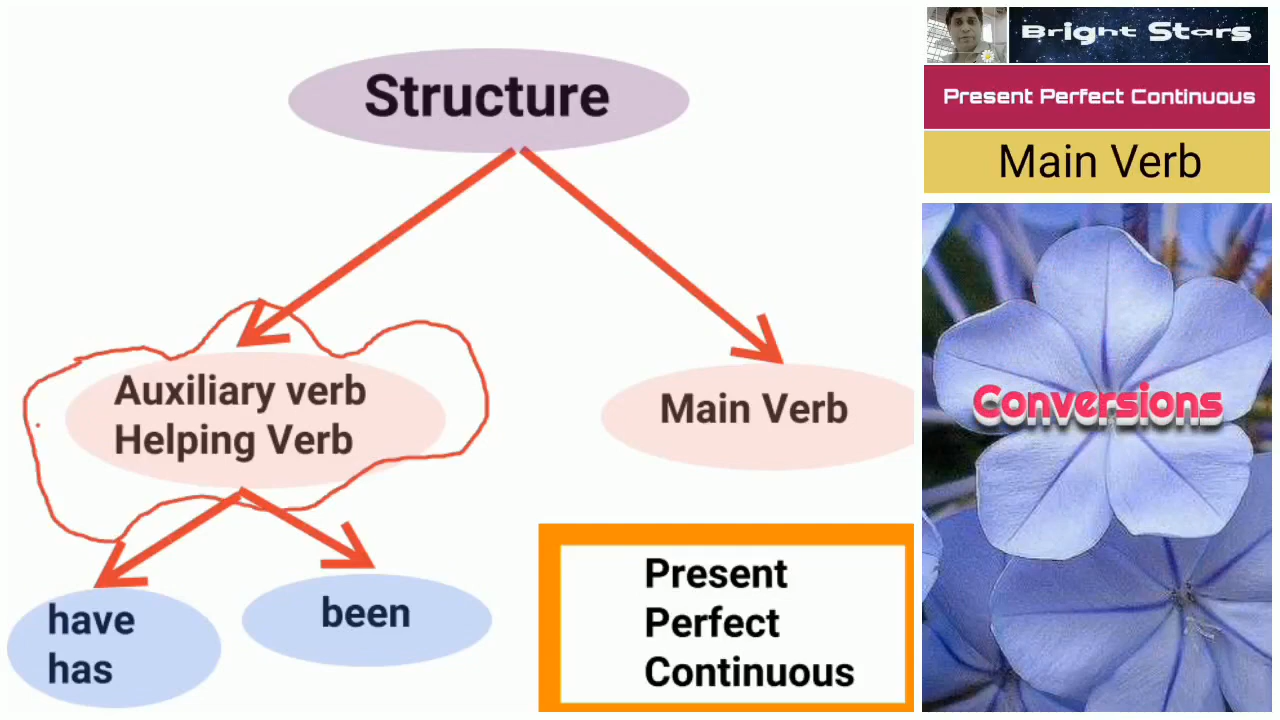 Structure
Auxiliary verb
Helping Verb
Main Verb
have
has
been
Present
Perfect
Continuous
Bright Stars
Present Perfect Continuous
Main Verb
Conversions